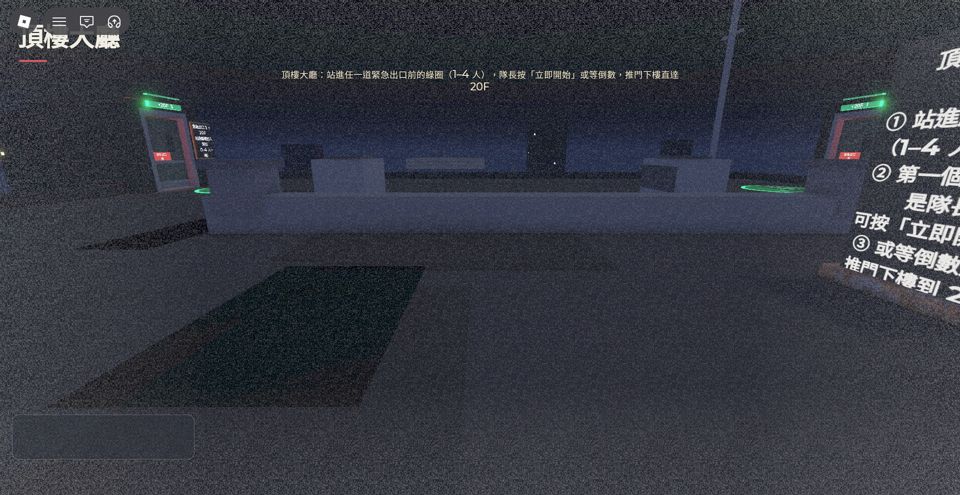 頂樓大廳
頂樓大廳：站進任一道緊急出口前的綠圈（1–4 人），隊長按「立即開始」或等倒數，推門下樓直達
20F
頂
① 站進
（1–4 人
② 第一個
是隊長
可按「立即開
③ 或等倒數
推門下樓到 2